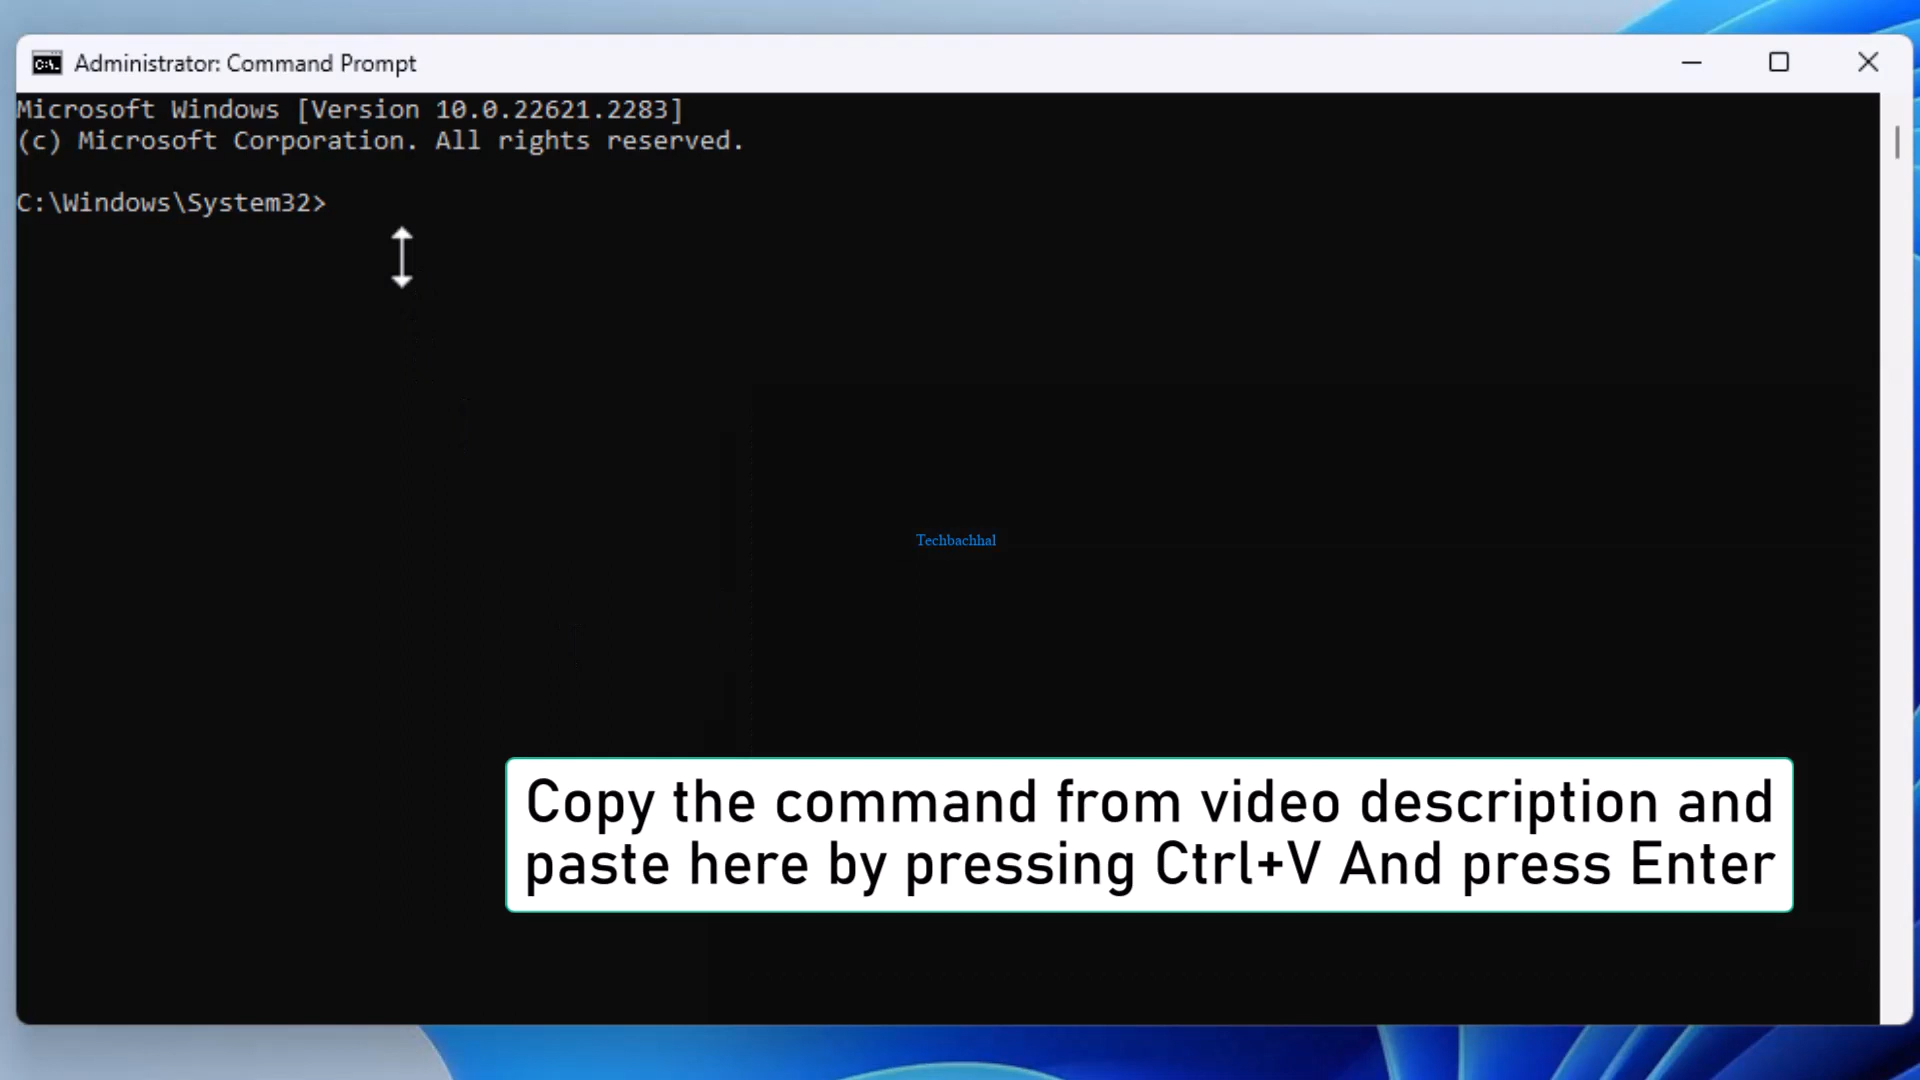 Administrator: Command Prompt
Microsoft Windows [Version 10.0.22621.2283]
(c) Microsoft Corporation. All rights reserved.
C:\Windows\System32>
Techbachhal
Copy the command from video description and
paste here by pressing Ctrl+V And press Enter